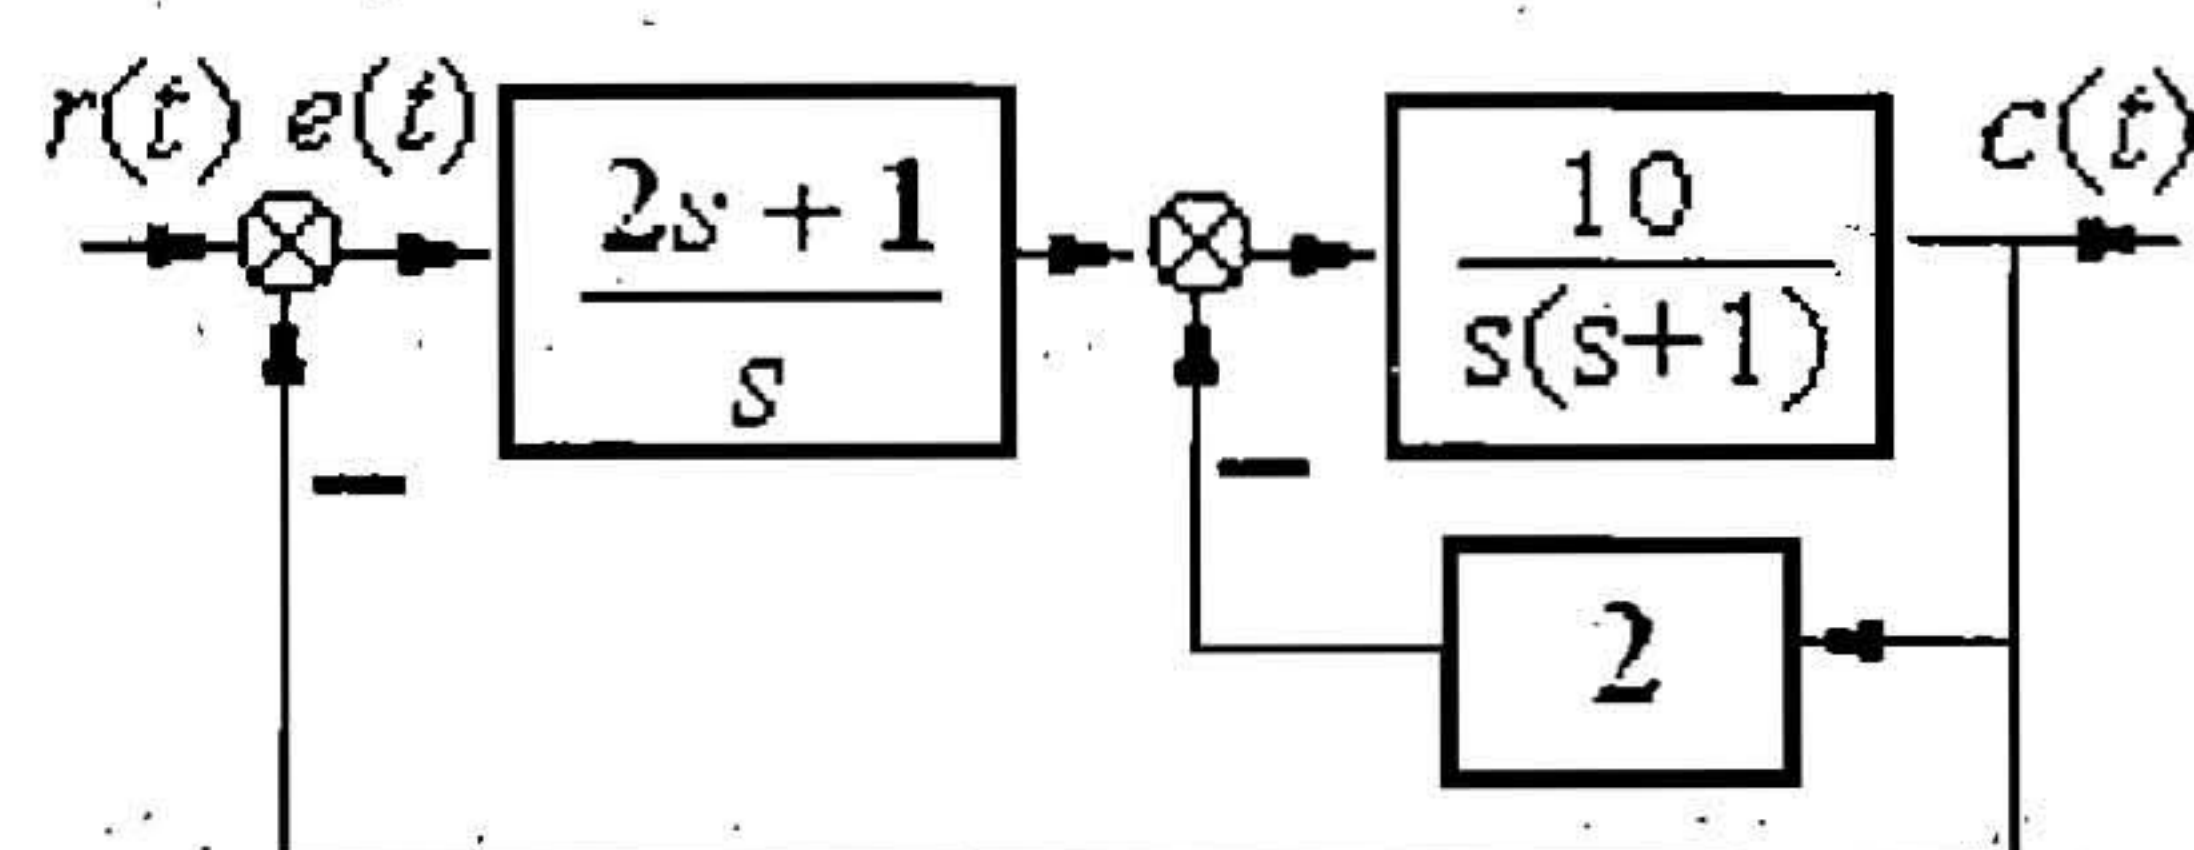 r(t) e(t)
2s+1
s
10
s(s+1)
c(t)
−
−
2